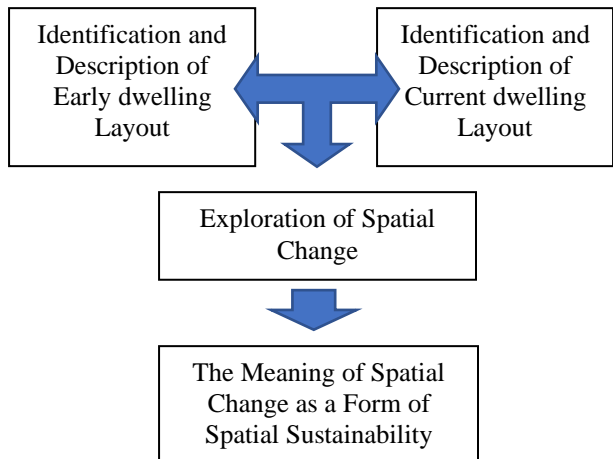 Identification and
Description of
Early dwelling
Layout
Identification and
Description of
Current dwelling
Layout
Exploration of Spatial
Change
The Meaning of Spatial
Change as a Form of
Spatial Sustainability